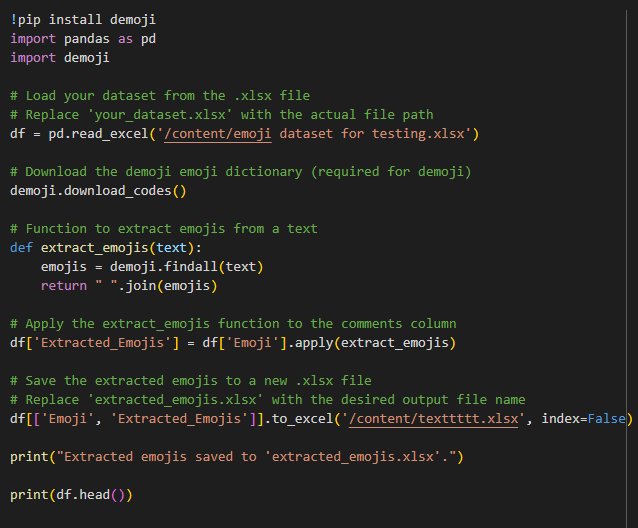 !pip install demoji
import pandas as pd
import demoji
# Load your dataset from the .xlsx file
# Replace 'your_dataset.xlsx' with the actual file path
df = pd.read_excel('/content/emoji dataset for testing.xlsx')
# Download the demoji emoji dictionary (required for demoji)
demoji.download_codes()
# Function to extract emojis from a text
def extract_emojis(text):
    emojis = demoji.findall(text)
    return " ".join(emojis)
# Apply the extract_emojis function to the comments column
df['Extracted_Emojis'] = df['Emoji'].apply(extract_emojis)
# Save the extracted emojis to a new .xlsx file
# Replace 'extracted_emojis.xlsx' with the desired output file name
df[['Emoji', 'Extracted_Emojis']].to_excel('/content/texttttt.xlsx', index=False)
print("Extracted emojis saved to 'extracted_emojis.xlsx'.")
print(df.head())